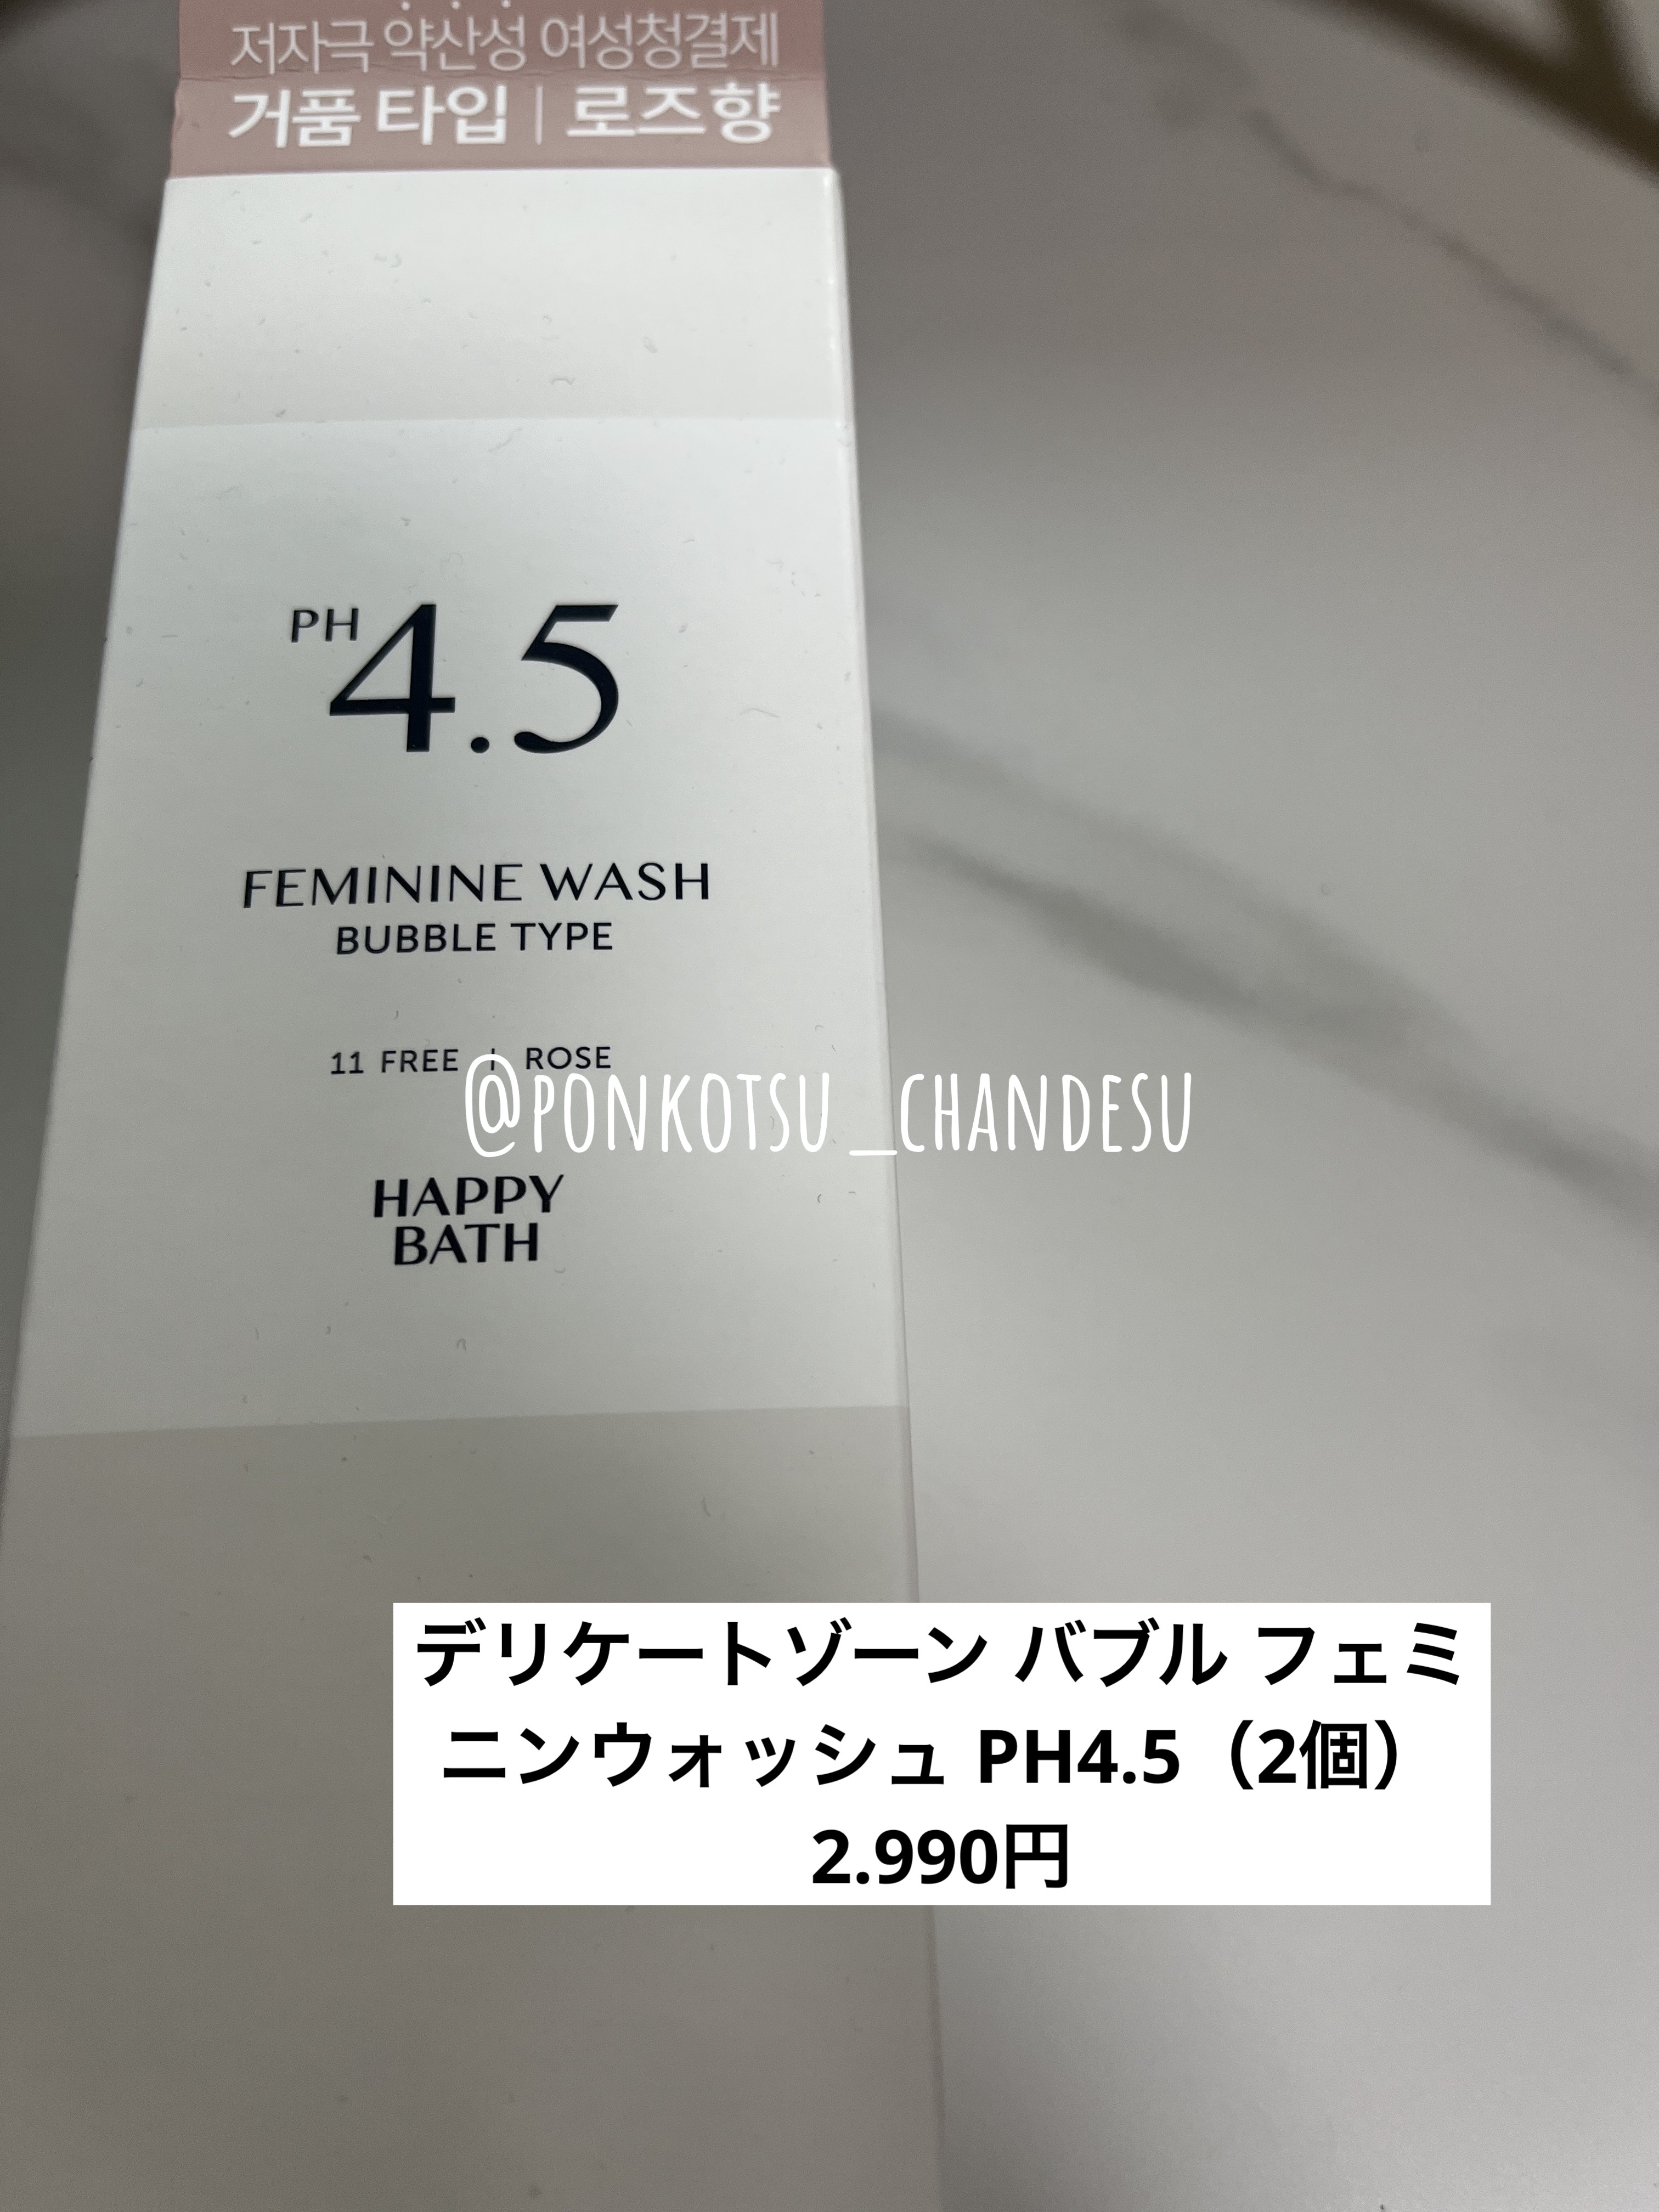 저자극 약산성 여성청결제
거품 타입 | 로즈향
PH 4.5
FEMININE WASH
BUBBLE TYPE
11 FREE | ROSE
@PONKOTSU_CHANDESU
HAPPY
BATH
デリケートゾーン バブル フェミ
ニンウォッシュ PH4.5（2個）
2.990円